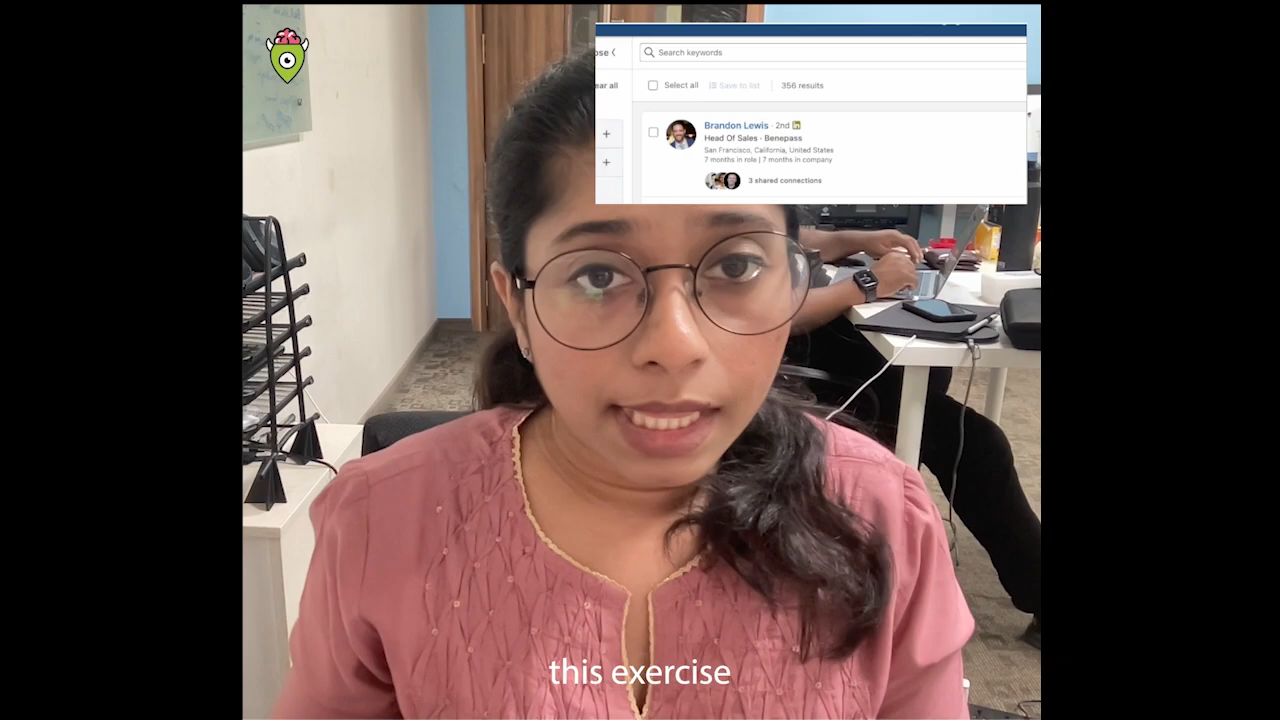 ose
Search keywords
ear all
Select all
Save to list
356 results
Brandon Lewis · 2nd in
Head Of Sales · Benepass
San Francisco, California, United States
7 months in role | 7 months in company
3 shared connections
this exercise